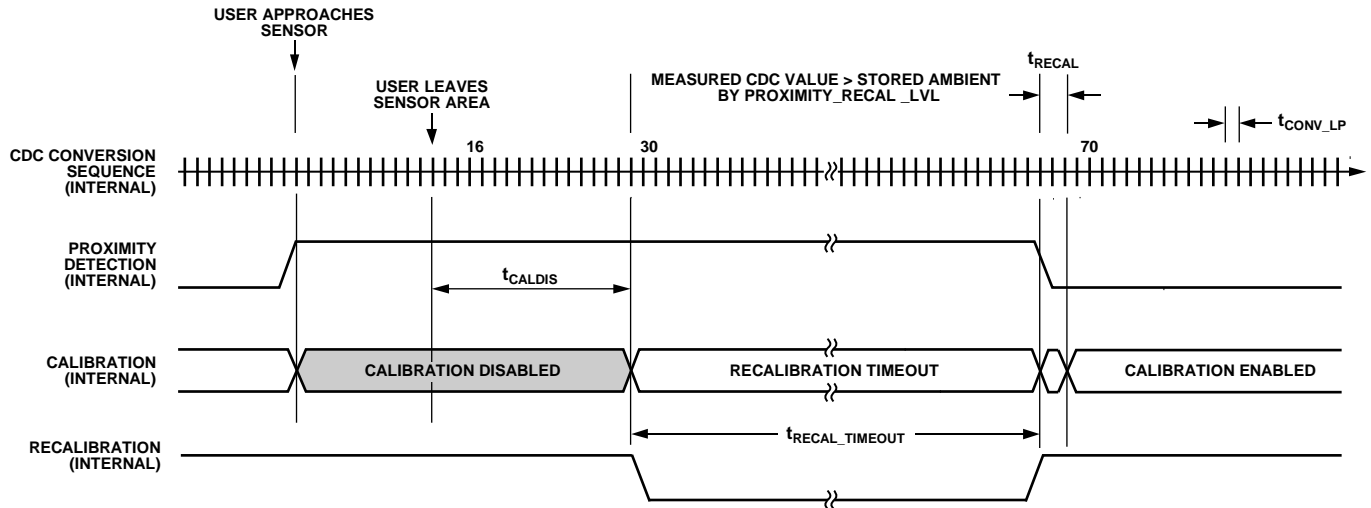 USER APPROACHES
SENSOR
USER LEAVES
SENSOR AREA
MEASURED CDC VALUE > STORED AMBIENT
BY PROXIMITY_RECAL _LVL
tRECAL
tCONV_LP
16
30
70
CDC CONVERSION
SEQUENCE
(INTERNAL)
PROXIMITY
DETECTION
(INTERNAL)
tCALDIS
CALIBRATION
(INTERNAL)
CALIBRATION DISABLED
RECALIBRATION TIMEOUT
CALIBRATION ENABLED
tRECAL_TIMEOUT
RECALIBRATION
(INTERNAL)